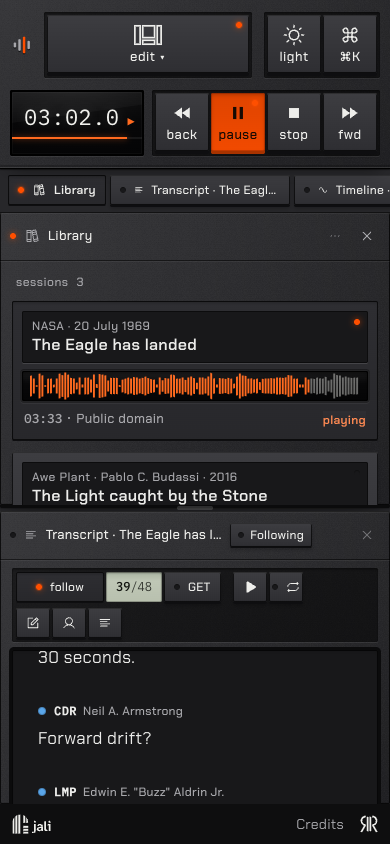 edit ▾
light
⌘K
03:02.0
back
pause
stop
fwd
Library
Transcript · The Eagl...
Timeline ·
Library
sessions 3
NASA · 20 July 1969
The Eagle has landed
03:33 · Public domain
playing
Awe Plant · Pablo C. Budassi · 2016
The Light caught by the Stone
Transcript · The Eagle has l...
Following
follow
39/48
GET
30 seconds.
CDR Neil A. Armstrong
Forward drift?
LMP Edwin E. "Buzz" Aldrin Jr.
jali
Credits